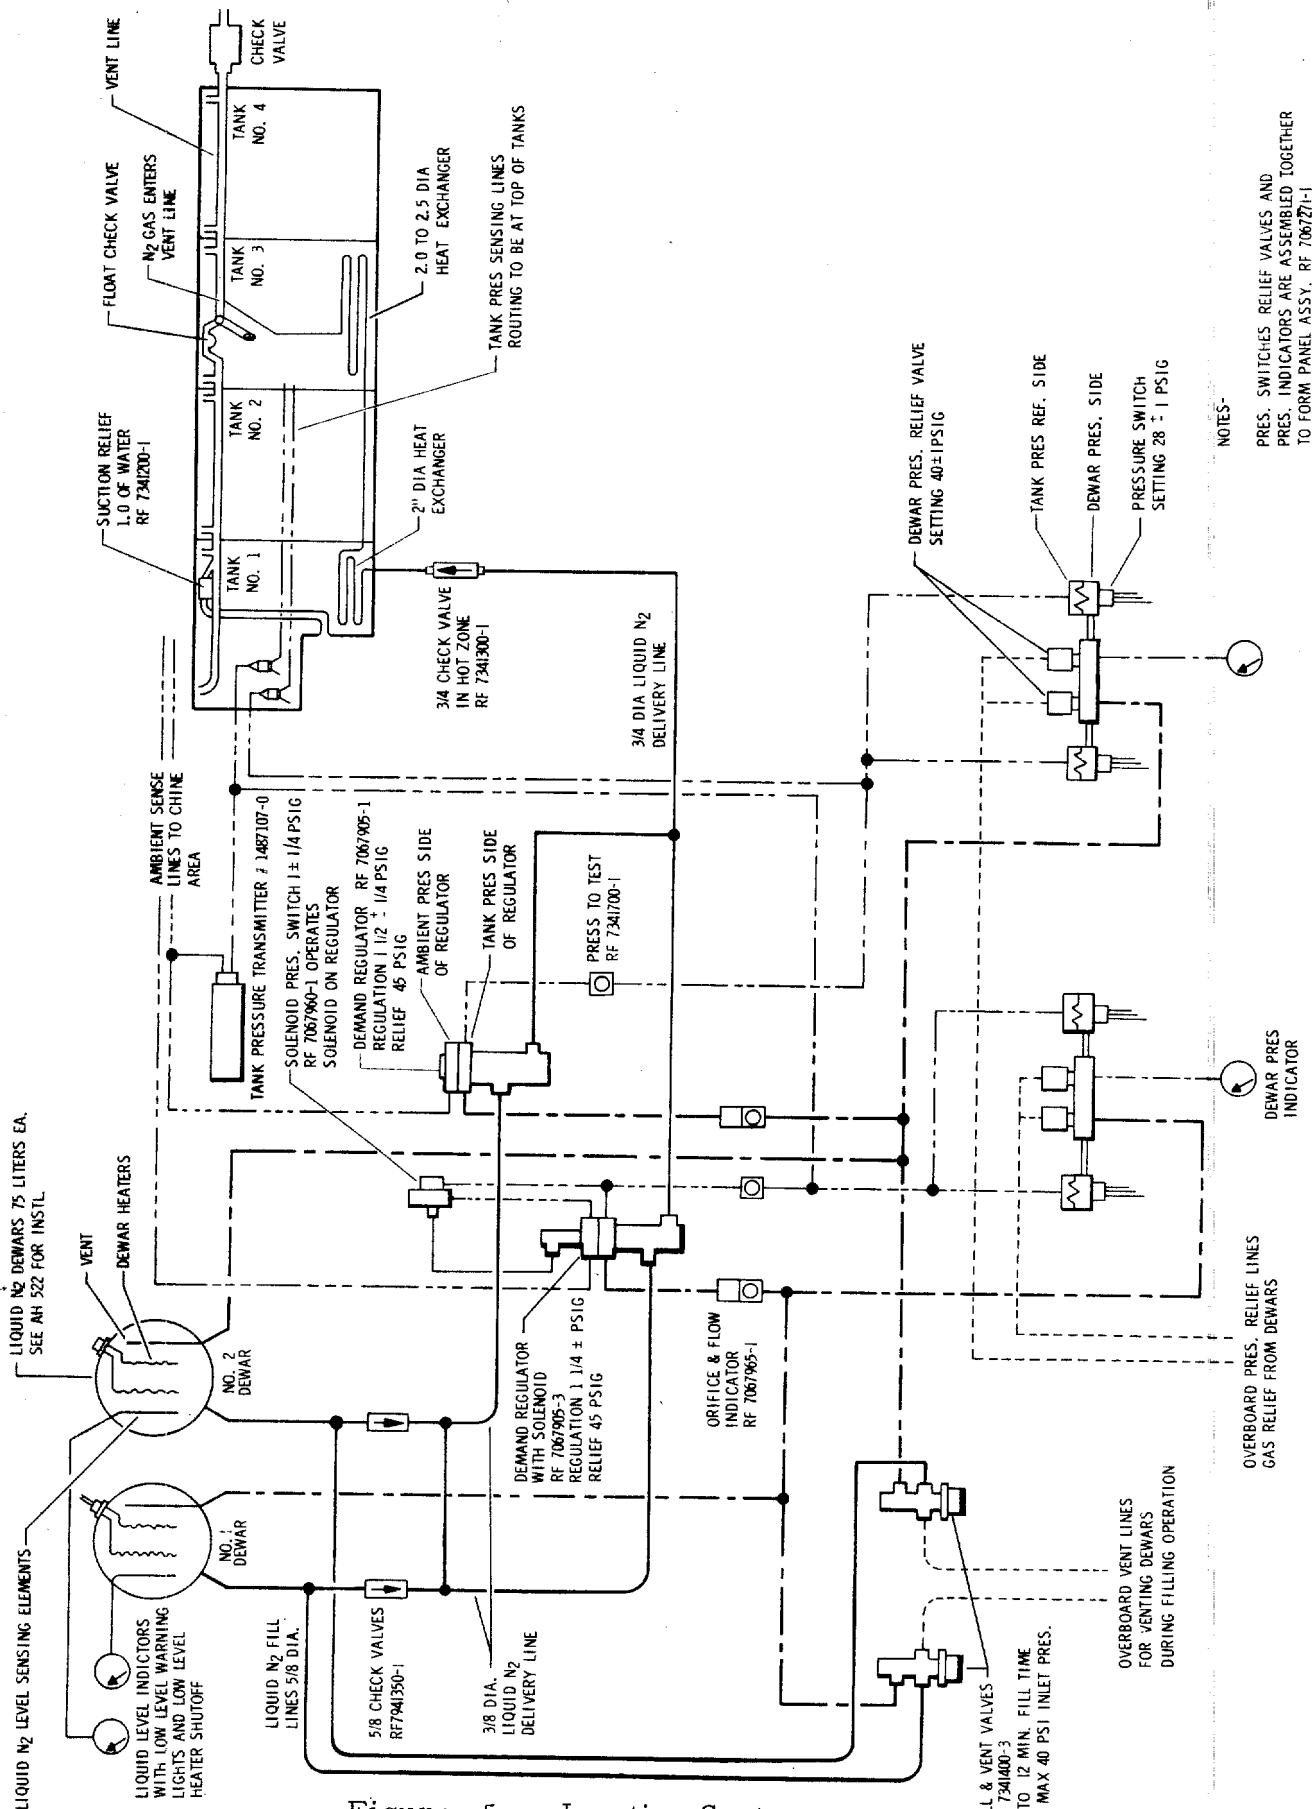 LIQUID N2 LEVEL SENSING ELEMENTS
LIQUID N2 DEWARS 75 LITERS EA.
SEE AH 522 FOR INSTL.
VENT
DEWAR HEATERS
NO. 2
DEWAR
NO. 1
DEWAR
LIQUID LEVEL INDICTORS
WITH LOW LEVEL WARNING
LIGHTS AND LOW LEVEL
HEATER SHUTOFF
LIQUID N2 FILL
LINES 5/8 DIA.
5/8 CHECK VALVES
RF7941350-1
3/8 DIA.
LIQUID N2
DELIVERY LINE
AMBIENT SENSE
LINES TO CHINE
AREA
TANK PRESSURE TRANSMITTER # 1487107-0
SOLENOID PRES. SWITCH 1 ± 1/4 PSIG
RF 7067960-1 OPERATES
SOLENOID ON REGULATOR
DEMAND REGULATOR RF 7067905-1
REGULATION 1 1/2 ± 1/4 PSIG
RELIEF 45 PSIG
AMBIENT PRES SIDE
OF REGULATOR
TANK PRES SIDE
OF REGULATOR
DEMAND REGULATOR
WITH SOLENOID
RF 7067905-3
REGULATION 1 1/4 ± PSIG
RELIEF 45 PSIG
PRESS TO TEST
RF 7341700-1
ORIFICE & FLOW
INDICATOR
RF 7067965-1
SUCTION RELIEF
1.0 OF WATER
RF 7341200-1
FLOAT CHECK VALVE
N2 GAS ENTERS
VENT LINE
VENT LINE
CHECK
VALVE
TANK
NO. 1
TANK
NO. 2
TANK
NO. 3
TANK
NO. 4
2" DIA HEAT
EXCHANGER
2.0 TO 2.5 DIA
HEAT EXCHANGER
TANK PRES SENSING LINES
ROUTING TO BE AT TOP OF TANKS
3/4 CHECK VALVE
IN HOT ZONE
RF 7341300-1
3/4 DIA LIQUID N2
DELIVERY LINE
DEWAR PRES. RELIEF VALVE
SETTING 40±1PSIG
TANK PRES REF. SIDE
DEWAR PRES. SIDE
PRESSURE SWITCH
SETTING 28 ± 1 PSIG
DEWAR PRES
INDICATOR
OVERBOARD PRES. RELIEF LINES
GAS RELIEF FROM DEWARS
OVERBOARD VENT LINES
FOR VENTING DEWARS
DURING FILLING OPERATION
LL & VENT VALVES
7341400-3
TO 12 MIN. FILL TIME
MAX 40 PSI INLET PRES.
NOTES-
PRES. SWITCHES RELIEF VALVES AND
PRES. INDICATORS ARE ASSEMBLED TOGETHER
TO FORM PANEL ASSY. RF 7067271-1